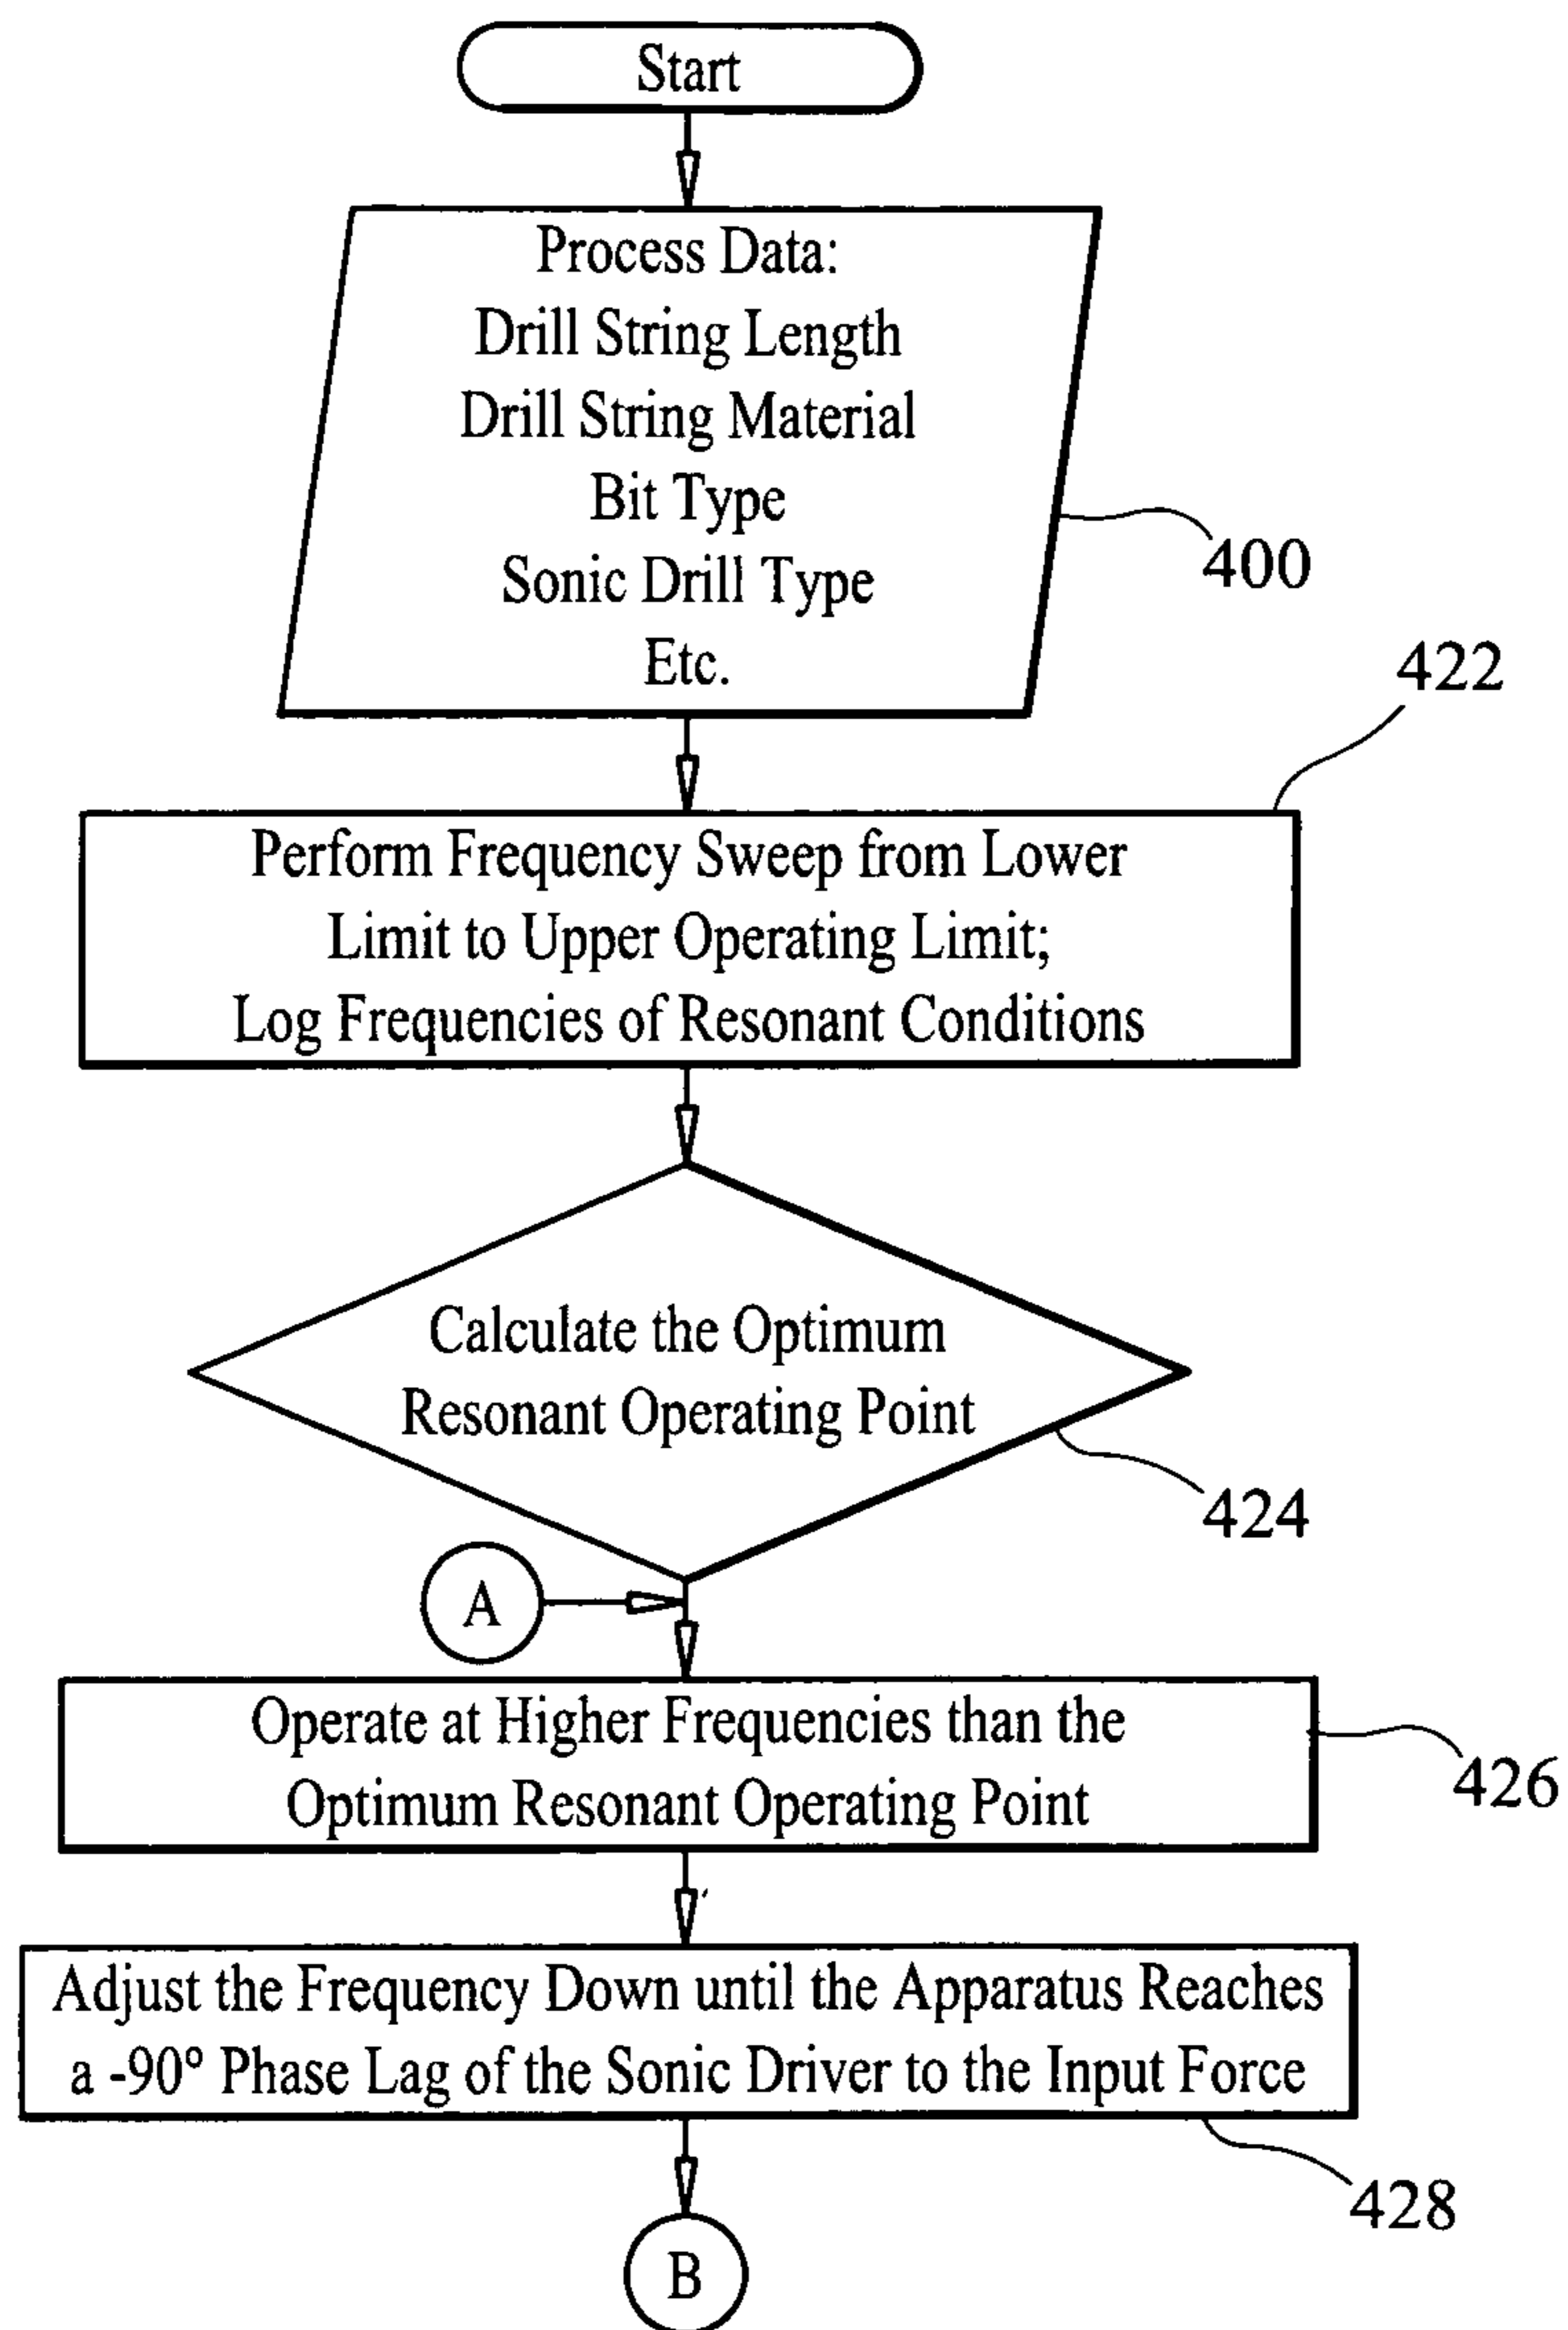 Start
Process Data:
Drill String Length
Drill String Material
Bit Type
Sonic Drill Type
Etc.
400
422
Perform Frequency Sweep from Lower
Limit to Upper Operating Limit;
Log Frequencies of Resonant Conditions
Calculate the Optimum
Resonant Operating Point
424
A
Operate at Higher Frequencies than the
Optimum Resonant Operating Point
426
Adjust the Frequency Down until the Apparatus Reaches
a -90º Phase Lag of the Sonic Driver to the Input Force
428
B